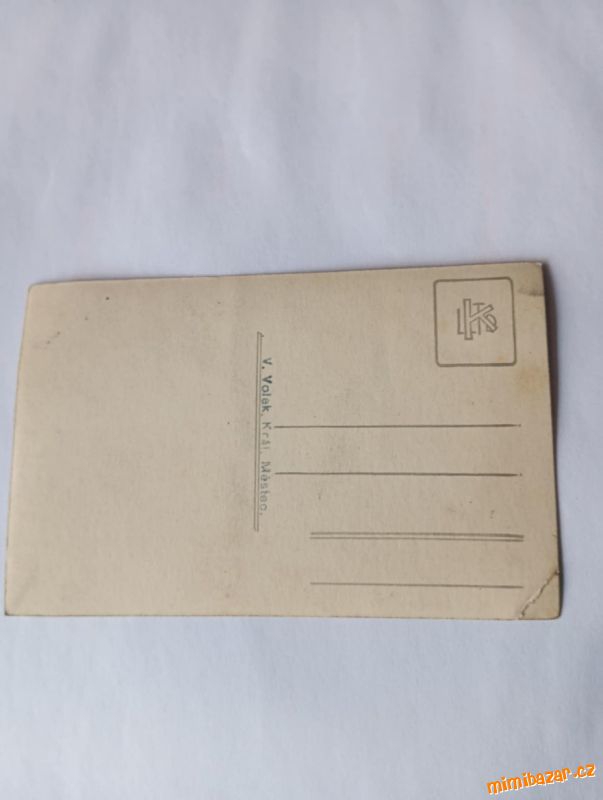 V. Volek, Král. Městec.
mimibazar.cz